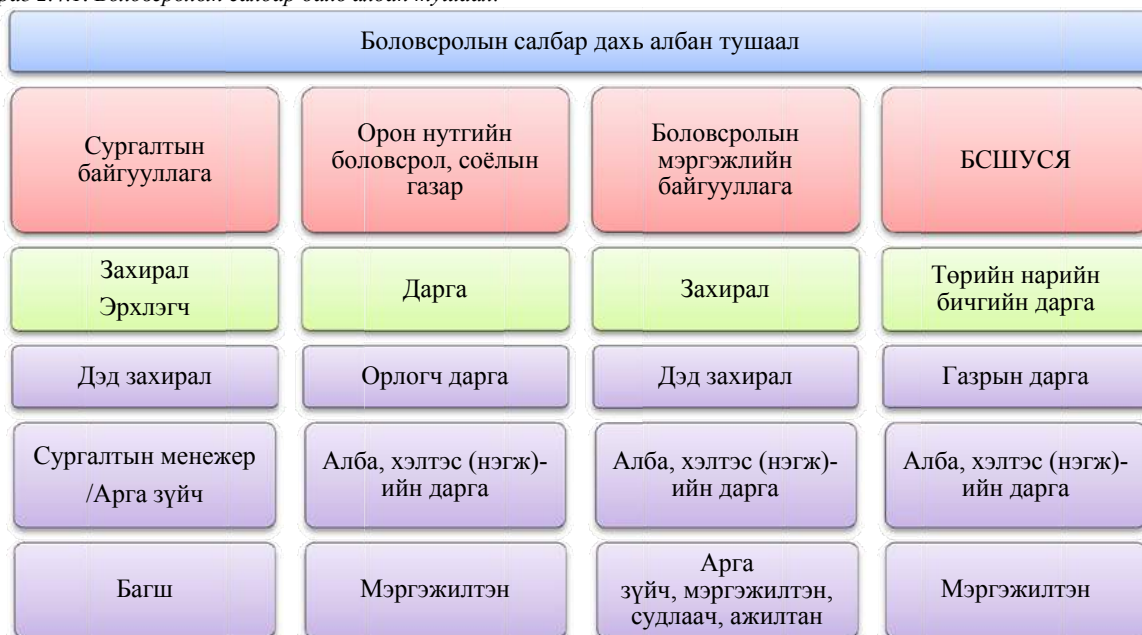 Боловсролын салбар дахь албан тушаал
Сургалтын
байгууллага
Орон нутгийн
боловсрол, соёлын
газар
Боловсролын
мэргэжлийн
байгууллага
БСШУСЯ
Захирал
Эрхлэгч
Дарга
Захирал
Төрийн нарийн
бичгийн дарга
Дэд захирал
Орлогч дарга
Дэд захирал
Газрын дарга
Сургалтын менежер
/Арга зүйч
Алба, хэлтэс (нэгж)-
ийн дарга
Алба, хэлтэс (нэгж)-
ийн дарга
Алба, хэлтэс (нэгж)-
ийн дарга
Багш
Мэргэжилтэн
Арга
зүйч, мэргэжилтэн,
судлаач, ажилтан
Мэргэжилтэн